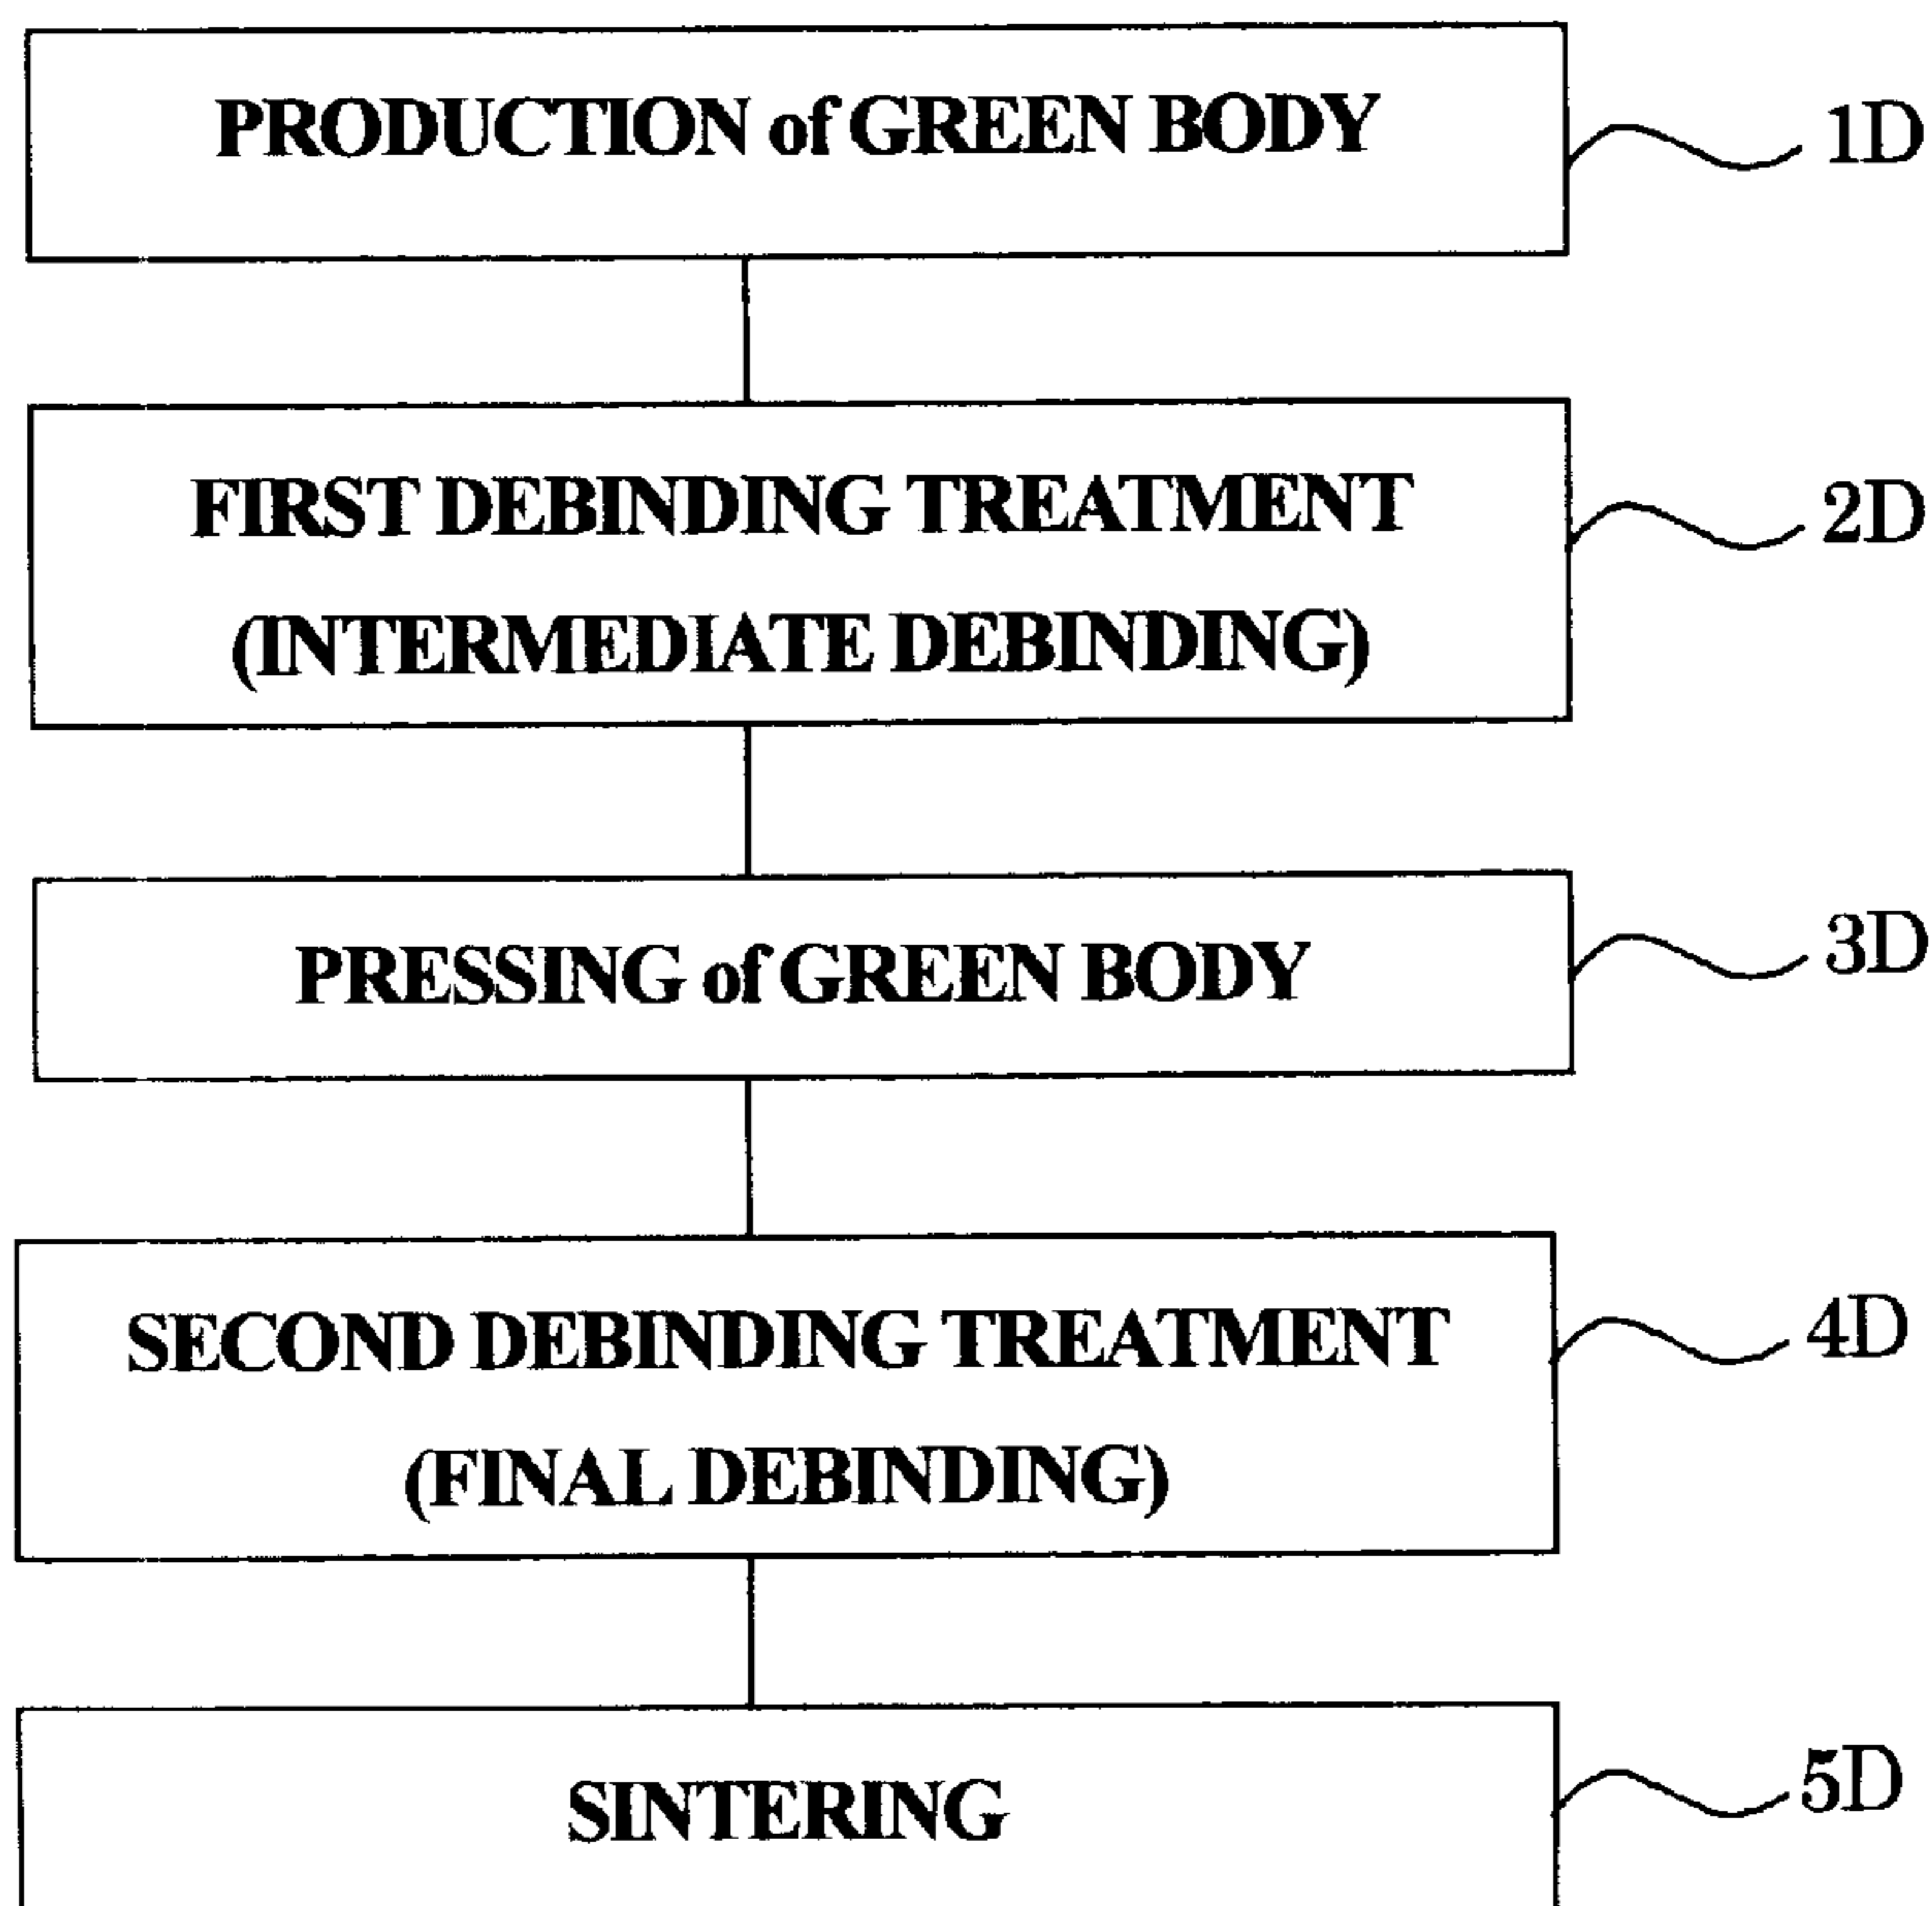 PRODUCTION of GREEN BODY
1D
FIRST DEBINDING TREATMENT
(INTERMEDIATE DEBINDING)
2D
PRESSING of GREEN BODY
3D
SECOND DEBINDING TREATMENT
(FINAL DEBINDING)
4D
SINTERING
5D